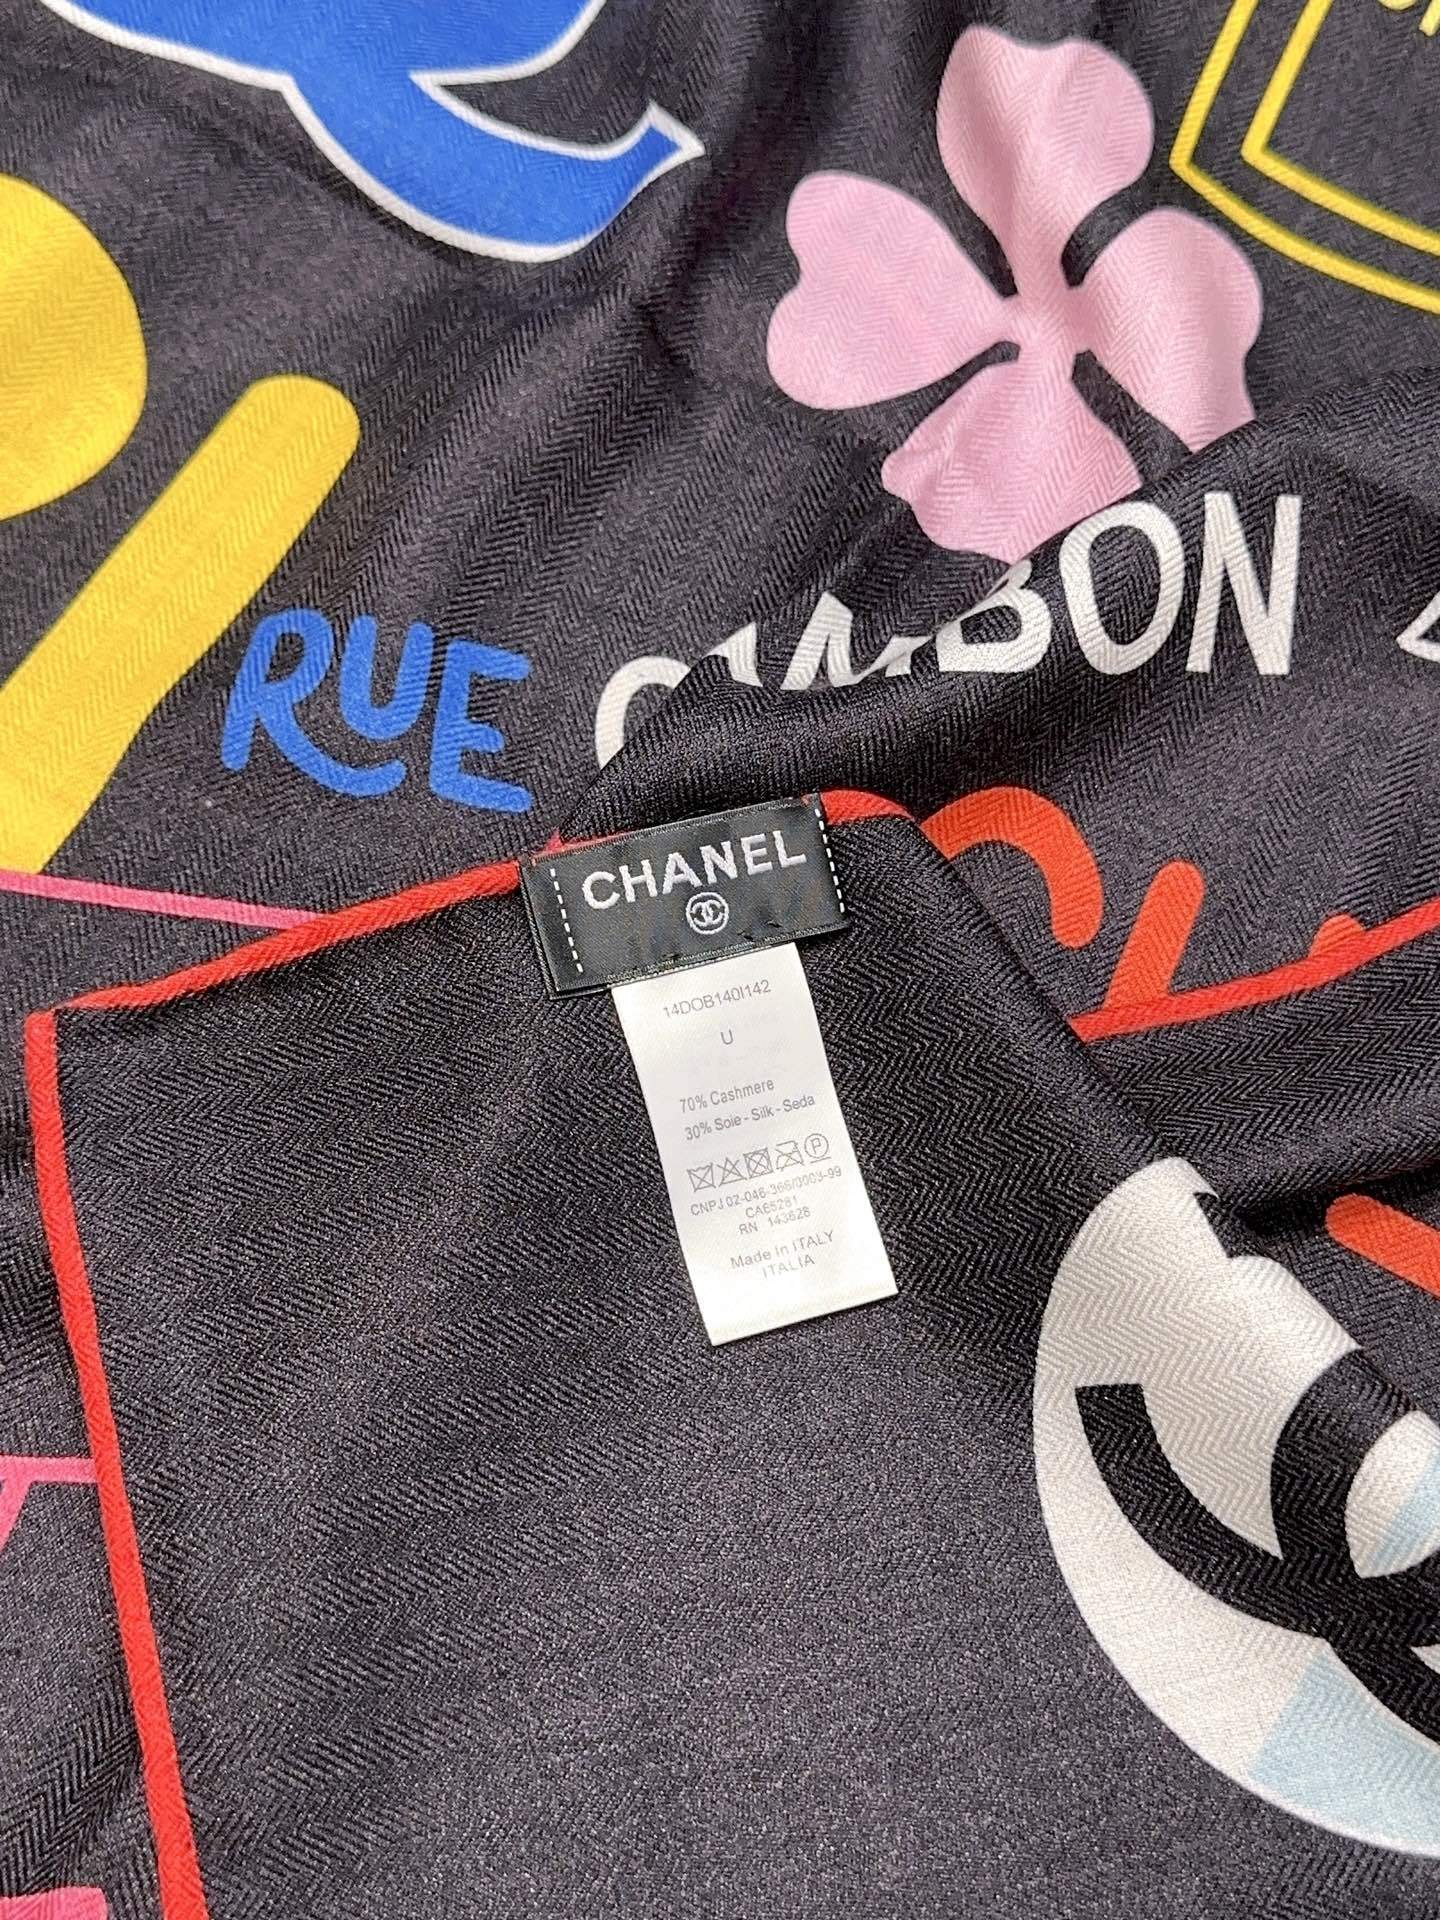 RUE
CAMBON
CHANEL
14DOB140I142
U
70% Cashmere
30% Soie - Silk - Seda
CNPJ 02-046-366/0003-99
CA65281
RN 143628
Made in ITALY
ITALIA